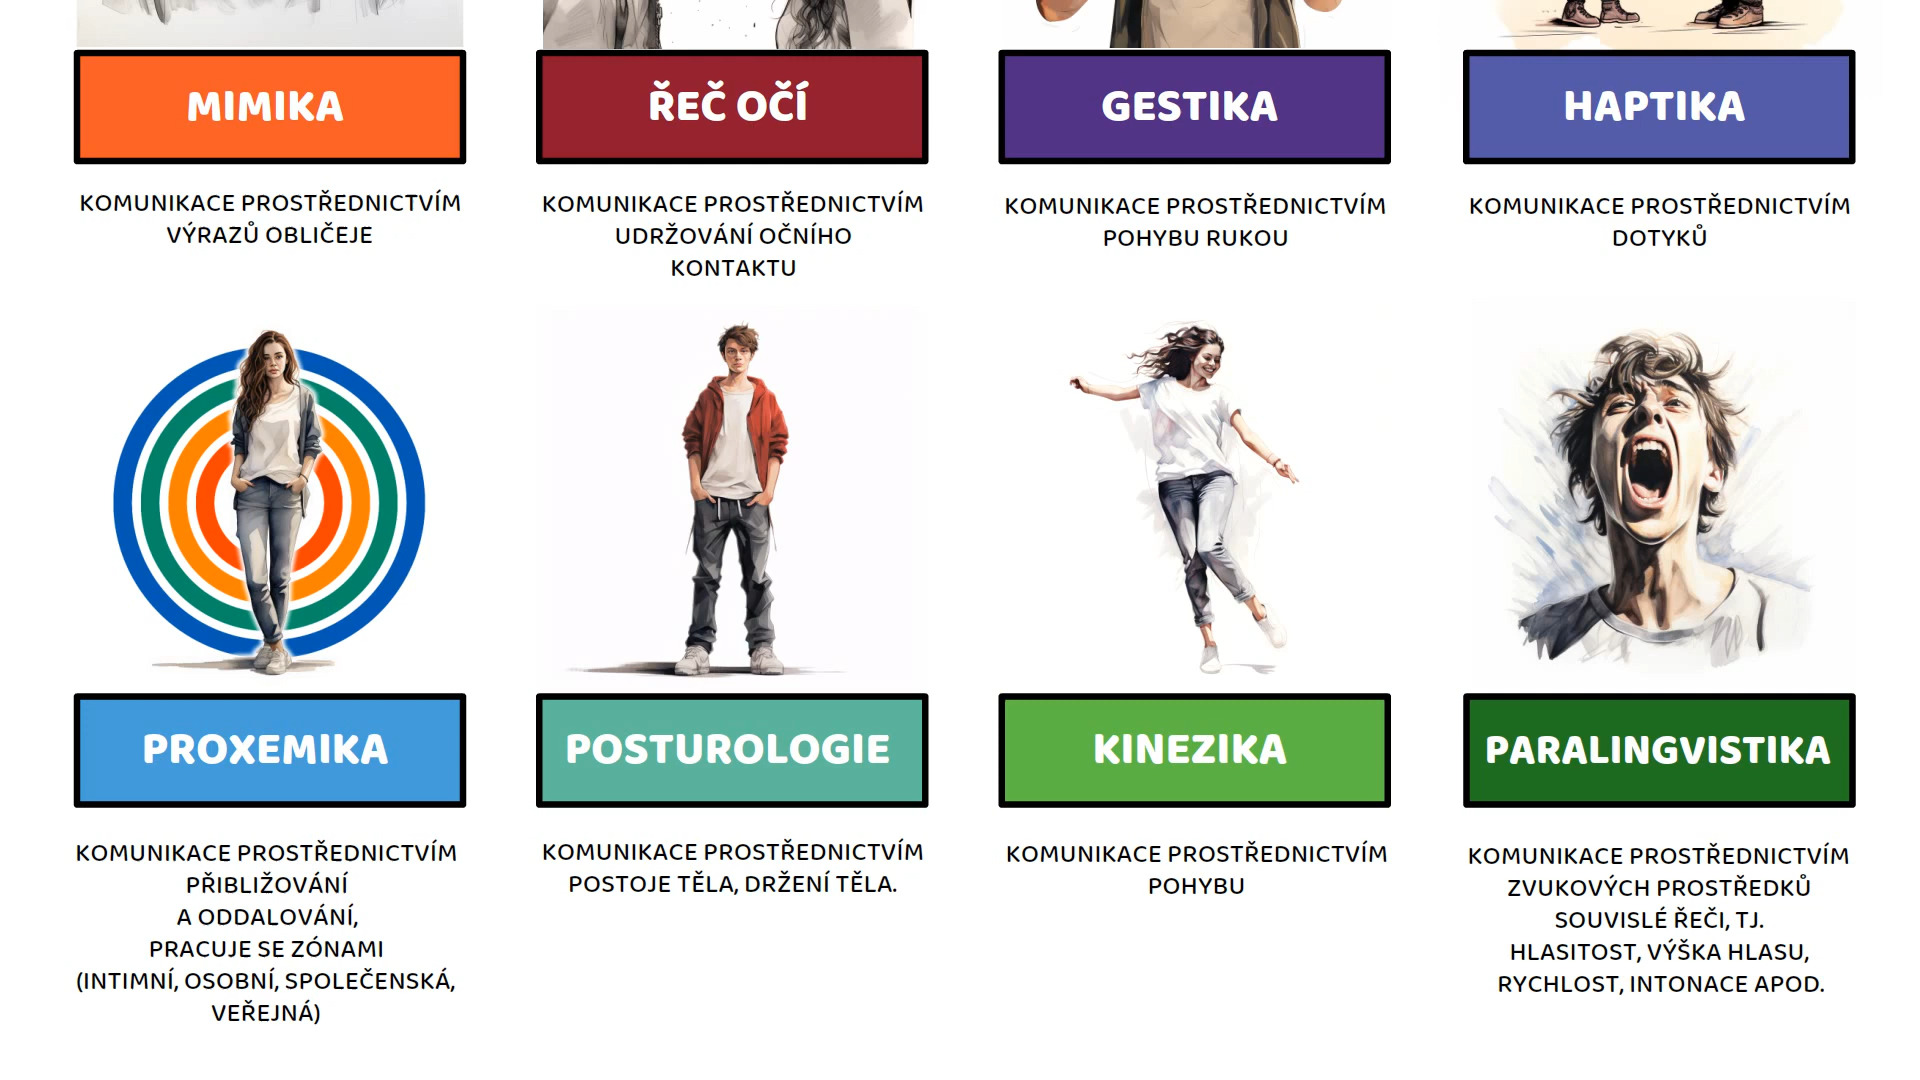 MIMIKA
KOMUNIKACE PROSTŘEDNICTVÍM
VÝRAZŮ OBLIČEJE
ŘEČ OČÍ
KOMUNIKACE PROSTŘEDNICTVÍM
UDRŽOVÁNÍ OČNÍHO
KONTAKTU
GESTIKA
KOMUNIKACE PROSTŘEDNICTVÍM
POHYBU RUKOU
HAPTIKA
KOMUNIKACE PROSTŘEDNICTVÍM
DOTYKŮ
PROXEMIKA
KOMUNIKACE PROSTŘEDNICTVÍM
PŘIBLIŽOVÁNÍ
A ODDALOVÁNÍ,
PRACUJE SE ZÓNAMI
(INTIMNÍ, OSOBNÍ, SPOLEČENSKÁ,
VEŘEJNÁ)
POSTUROLOGIE
KOMUNIKACE PROSTŘEDNICTVÍM
POSTOJE TĚLA, DRŽENÍ TĚLA.
KINEZIKA
KOMUNIKACE PROSTŘEDNICTVÍM
POHYBU
PARALINGVISTIKA
KOMUNIKACE PROSTŘEDNICTVÍM
ZVUKOVÝCH PROSTŘEDKŮ
SOUVISLÉ ŘEČI, TJ.
HLASITOST, VÝŠKA HLASU,
RYCHLOST, INTONACE APOD.